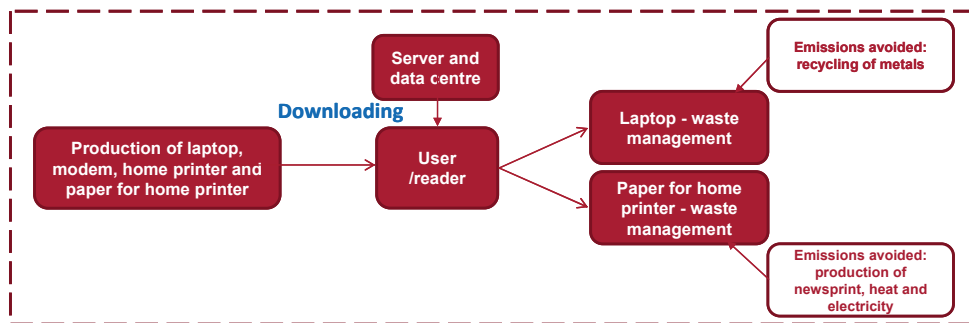 Emissions avoided:
recycling of metals
Server and
data centre
Downloading
Laptop - waste
management
Production of laptop,
modem, home printer and
paper for home printer
User
/reader
Paper for home
printer - waste
management
Emissions avoided:
production of
newsprint, heat and
electricity